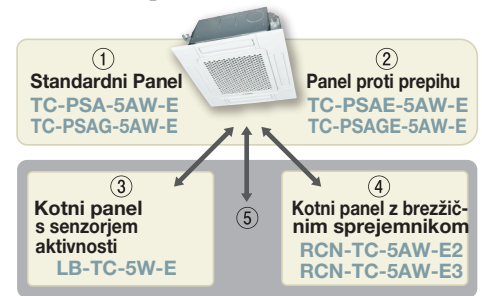 ①
Standardni Panel
TC-PSA-5AW-E
TC-PSAG-5AW-E
②
Panel proti prepihu
TC-PSAE-5AW-E
TC-PSAGE-5AW-E
③
Kotni panel
s senzorjem
aktivnosti
LB-TC-5W-E
⑤
④
Kotni panel z brezžič-
nim sprejemnikom
RCN-TC-5AW-E2
RCN-TC-5AW-E3